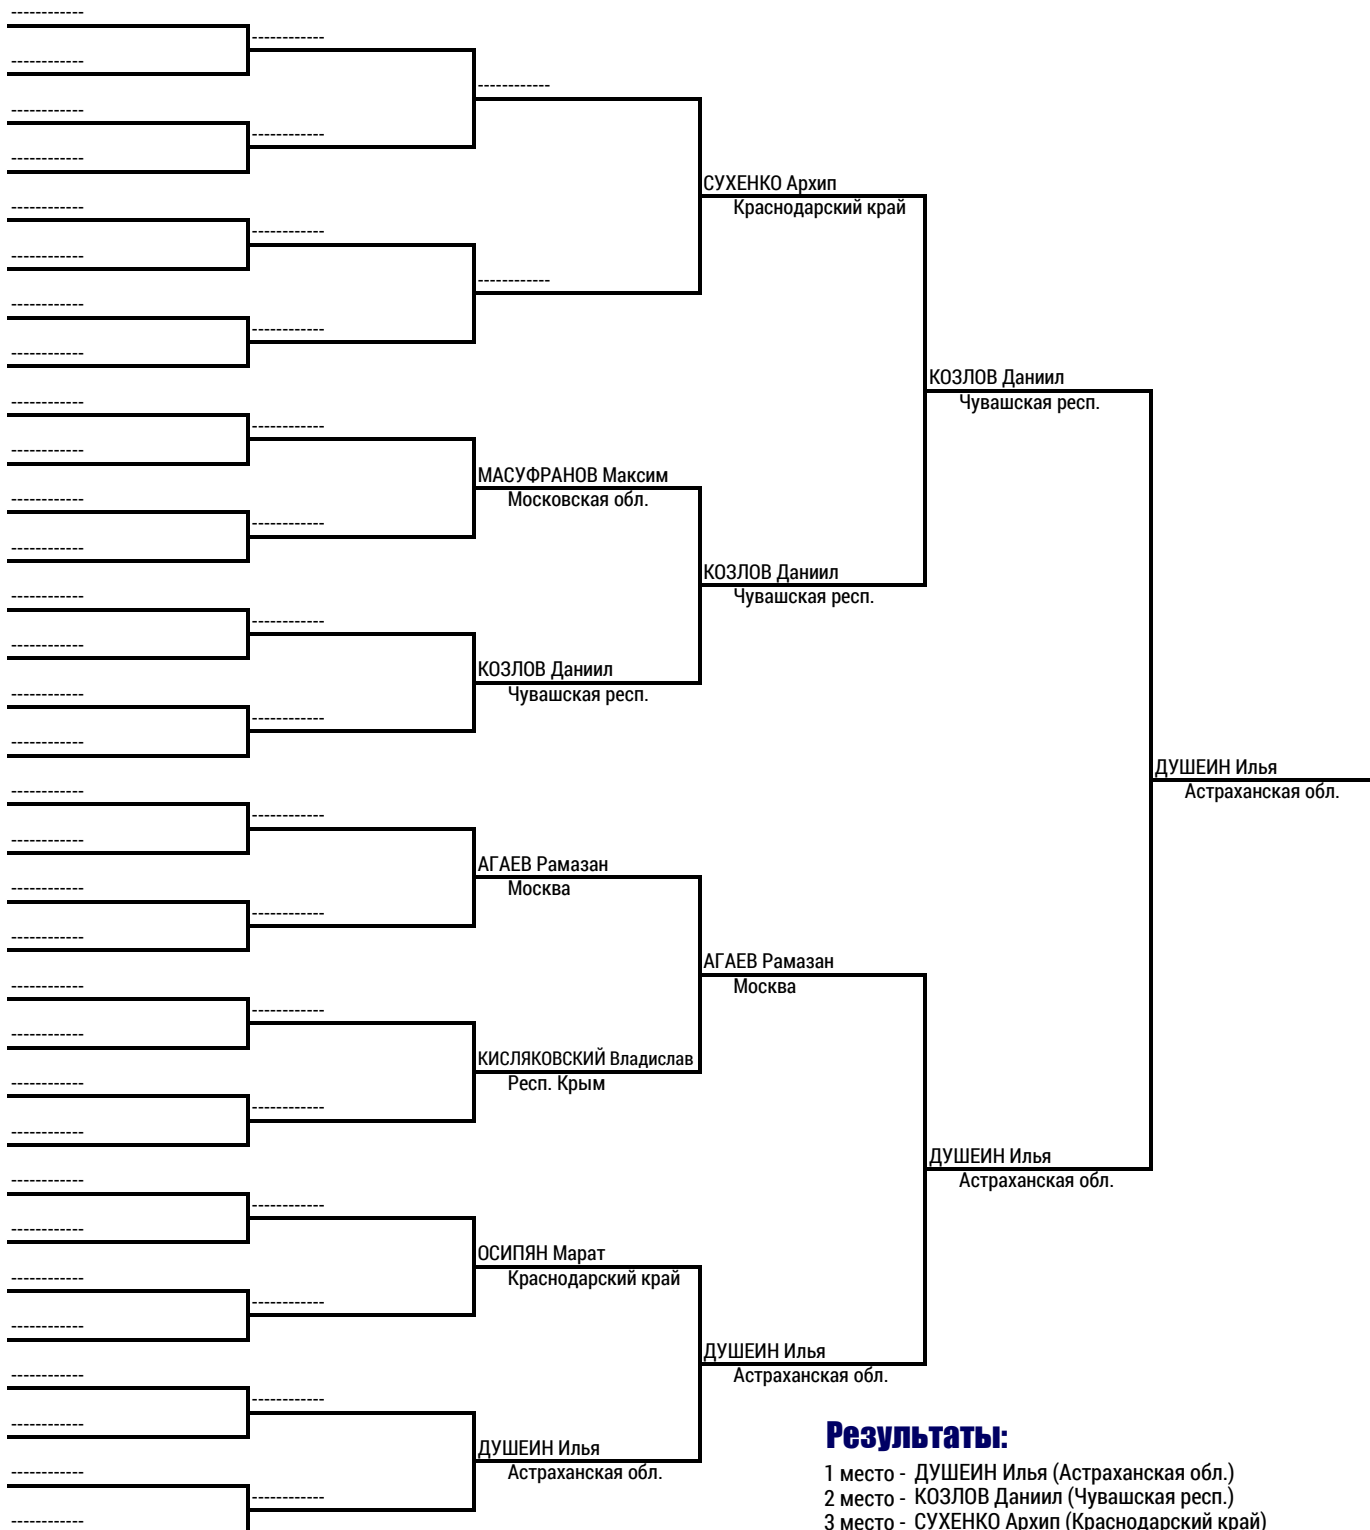 ------------
------------
------------
------------
------------
------------
------------
------------
------------
------------
------------
СУХЕНКО Архип
Краснодарский край
------------
------------
------------
------------
------------
------------
КОЗЛОВ Даниил
Чувашская респ.
------------
------------
------------
МАСУФРАНОВ Максим
Московская обл.
------------
------------
------------
КОЗЛОВ Даниил
Чувашская респ.
------------
------------
------------
КОЗЛОВ Даниил
Чувашская респ.
------------
------------
------------
ДУШЕИН Илья
Астраханская обл.
------------
------------
------------
АГАЕВ Рамазан
Москва
------------
------------
------------
АГАЕВ Рамазан
Москва
------------
------------
------------
КИСЛЯКОВСКИЙ Владислав
Респ. Крым
------------
------------
------------
ДУШЕИН Илья
Астраханская обл.
------------
------------
------------
ОСИПЯН Марат
Краснодарский край
------------
------------
------------
ДУШЕИН Илья
Астраханская обл.
------------
------------
------------
ДУШЕИН Илья
Астраханская обл.
------------
------------
------------
Результаты:
1 место - ДУШЕИН Илья (Астраханская обл.)
2 место - КОЗЛОВ Даниил (Чувашская респ.)
3 место - СУХЕНКО Архип (Краснодарский край)